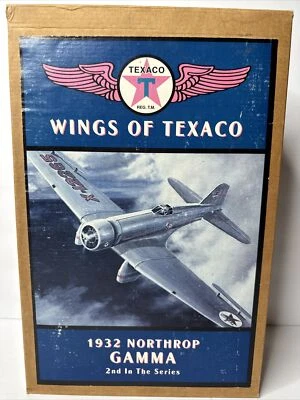 TEXACO
T
REG. T.M.
WINGS OF TEXACO
1932 NORTHROP
GAMMA
2nd In The Series